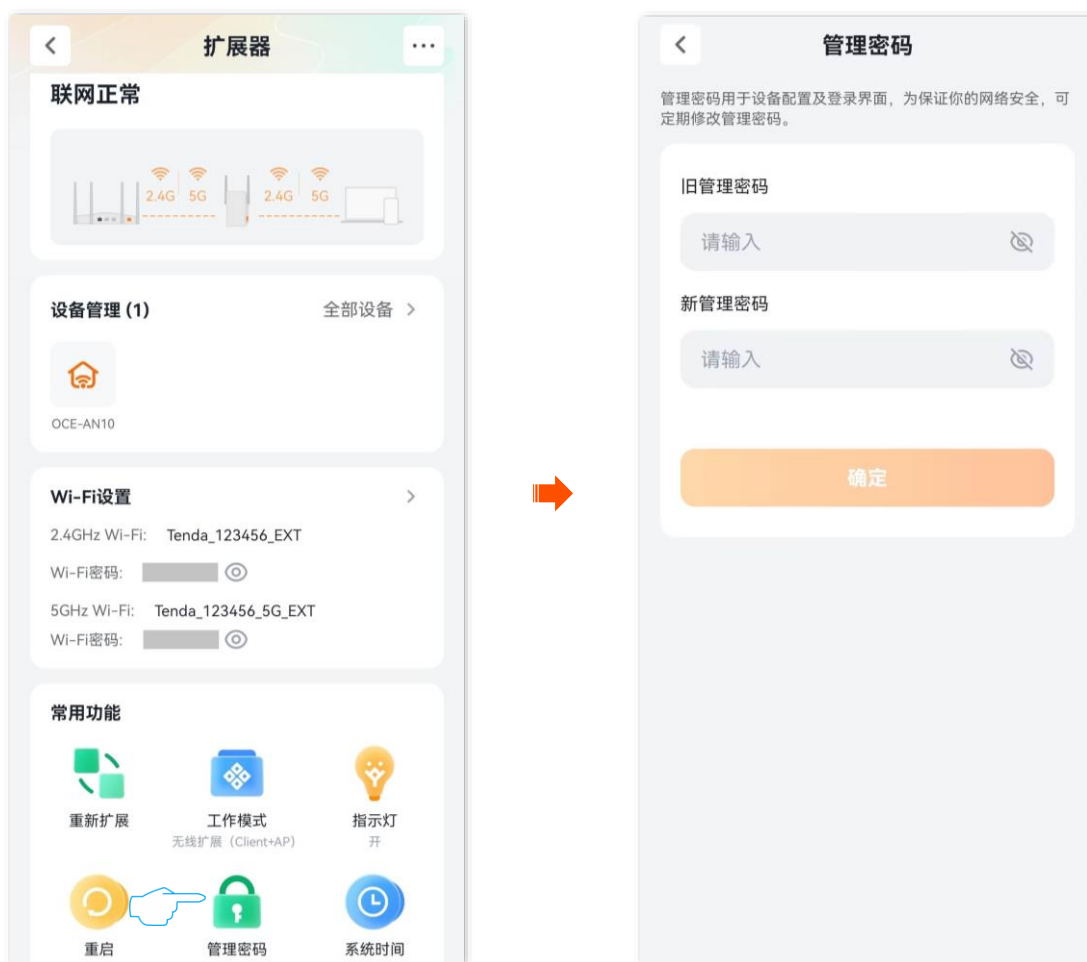 扩展器
联网正常
2.4G 5G 2.4G 5G
设备管理 (1) 全部设备
OCE-AN10
Wi-Fi设置
2.4GHz Wi-Fi: Tenda_123456_EXT
Wi-Fi密码:
5GHz Wi-Fi: Tenda_123456_5G_EXT
Wi-Fi密码:
常用功能
重新扩展 工作模式 指示灯
无线扩展（Client+AP） 开
重启 管理密码 系统时间
管理密码
管理密码用于设备配置及登录界面，为保证你的网络安全，可
定期修改管理密码。
旧管理密码
请输入
新管理密码
请输入
确定